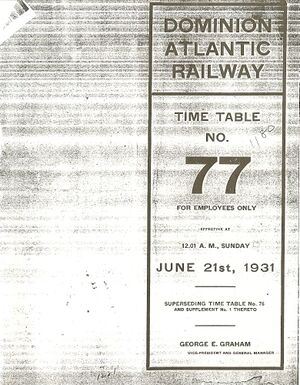 DOMINION
ATLANTIC
RAILWAY
TIME TABLE
NO.
77
FOR EMPLOYEES ONLY
EFFECTIVE AT
12.01 A. M., SUNDAY
JUNE 21st, 1931
SUPERSEDING TIME TABLE No. 76
AND SUPPLEMENT No. 1 THERETO
GEORGE E. GRAHAM
VICE-PRESIDENT AND GENERAL MANAGER